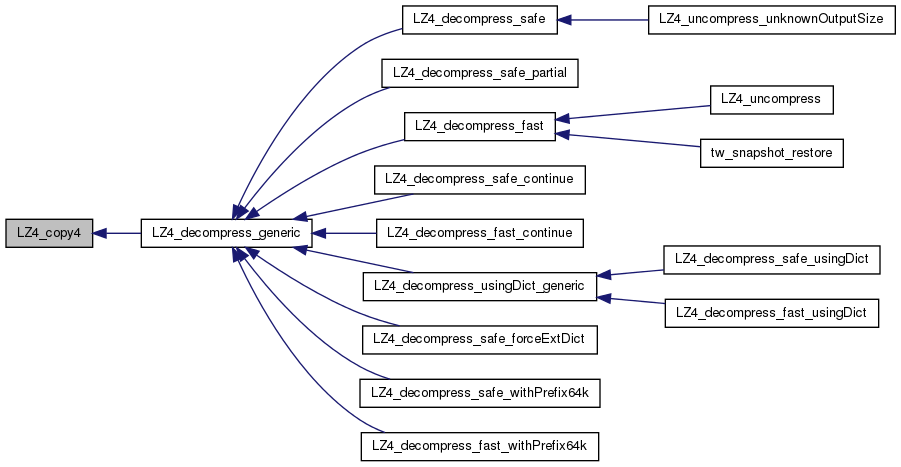 LZ4_decompress_safe
LZ4_uncompress_unknownOutputSize
LZ4_decompress_safe_partial
LZ4_uncompress
LZ4_decompress_fast
tw_snapshot_restore
LZ4_decompress_safe_continue
LZ4_copy4
LZ4_decompress_generic
LZ4_decompress_fast_continue
LZ4_decompress_safe_usingDict
LZ4_decompress_usingDict_generic
LZ4_decompress_fast_usingDict
LZ4_decompress_safe_forceExtDict
LZ4_decompress_safe_withPrefix64k
LZ4_decompress_fast_withPrefix64k